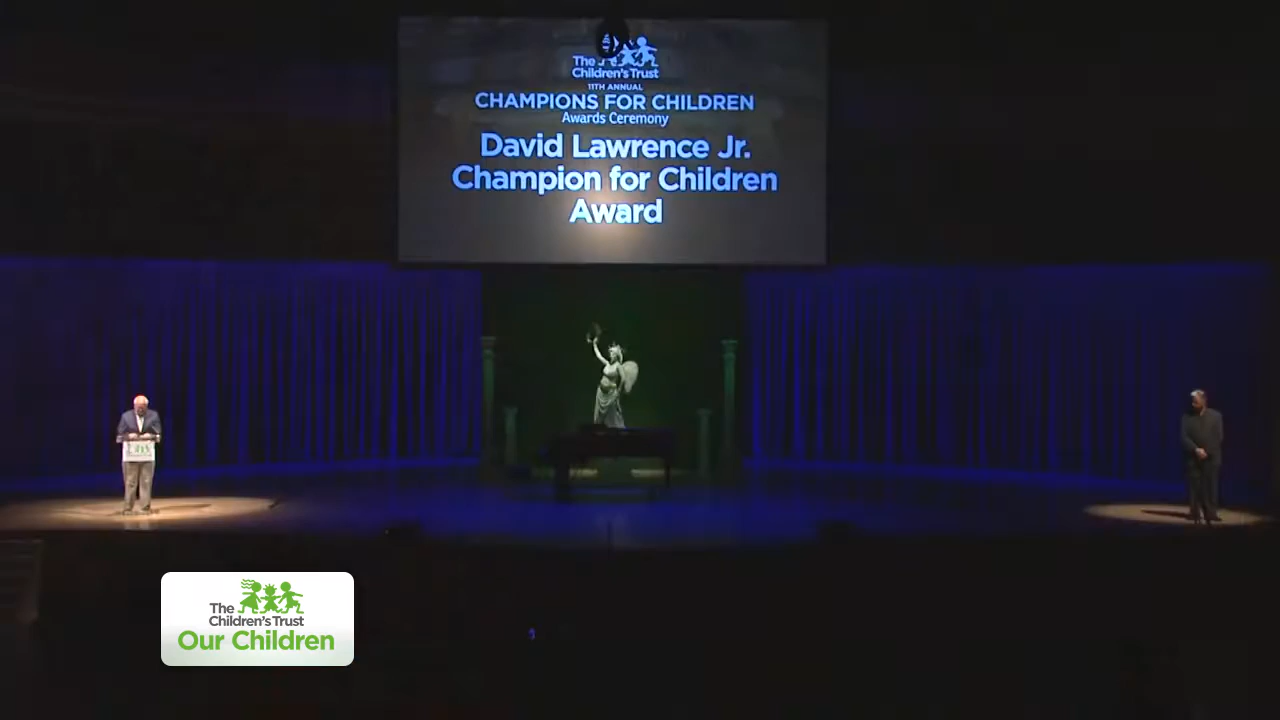 The
Children's Trust
11TH ANNUAL
CHAMPIONS FOR CHILDREN
Awards Ceremony
David Lawrence Jr.
Champion for Children
Award
The
Children's Trust
Our Children